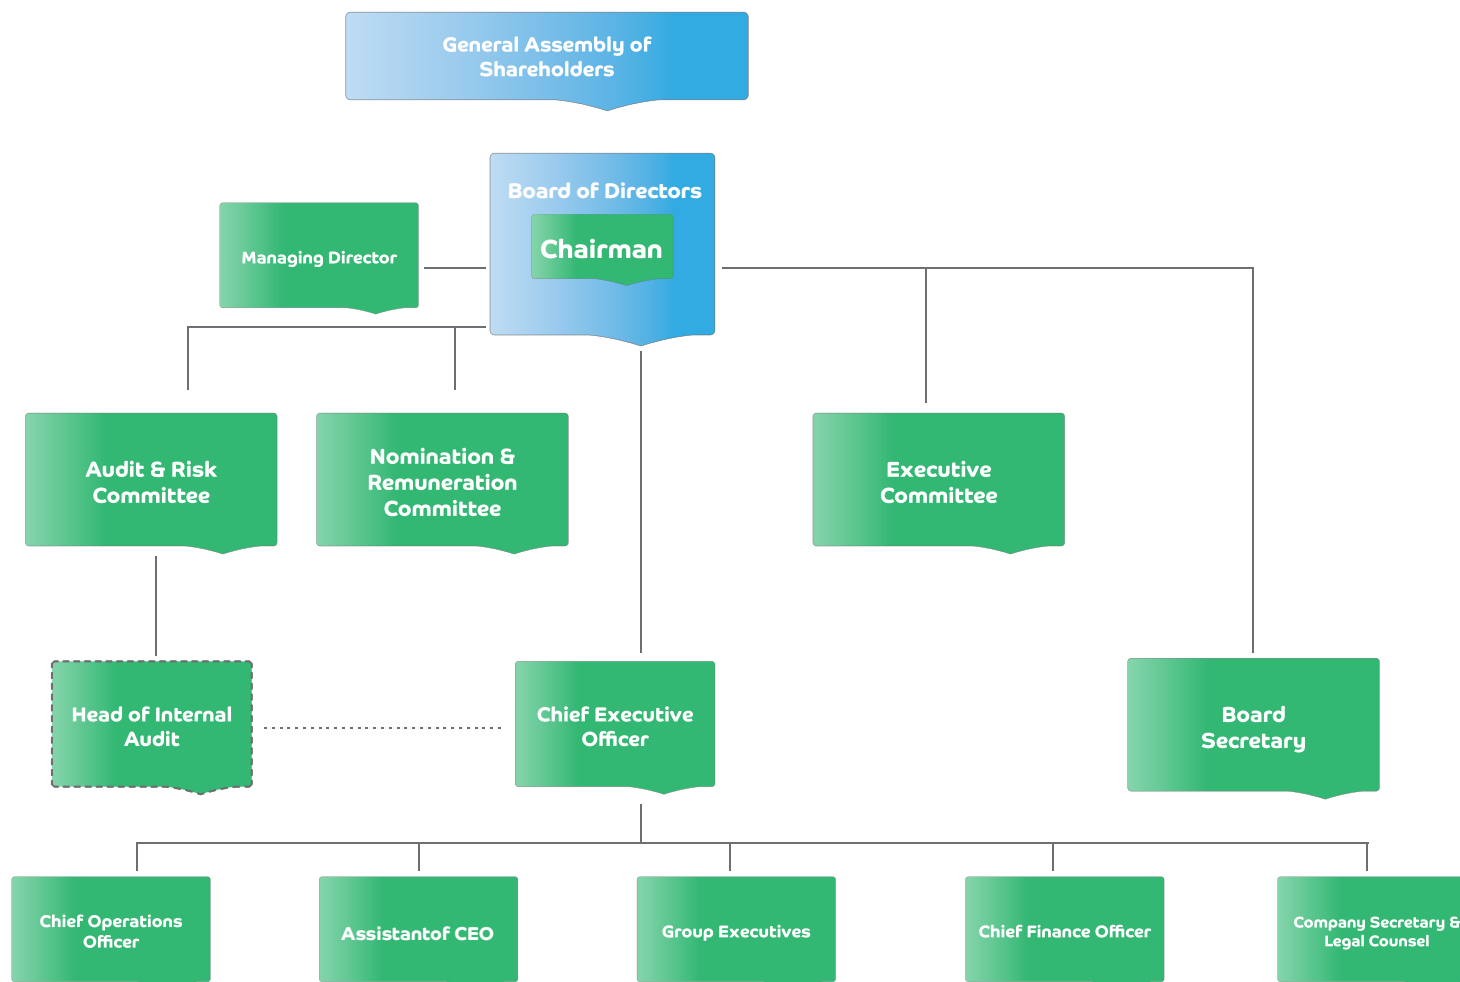 General Assembly of
Shareholders
Board of Directors
Chairman
Managing Director
Audit & Risk
Committee
Nomination &
Remuneration
Committee
Executive
Committee
Head of Internal
Audit
Chief Executive
Officer
Board
Secretary
Chief Operations
Officer
Assistantof CEO
Group Executives
Chief Finance Officer
Company Secretary &
Legal Counsel